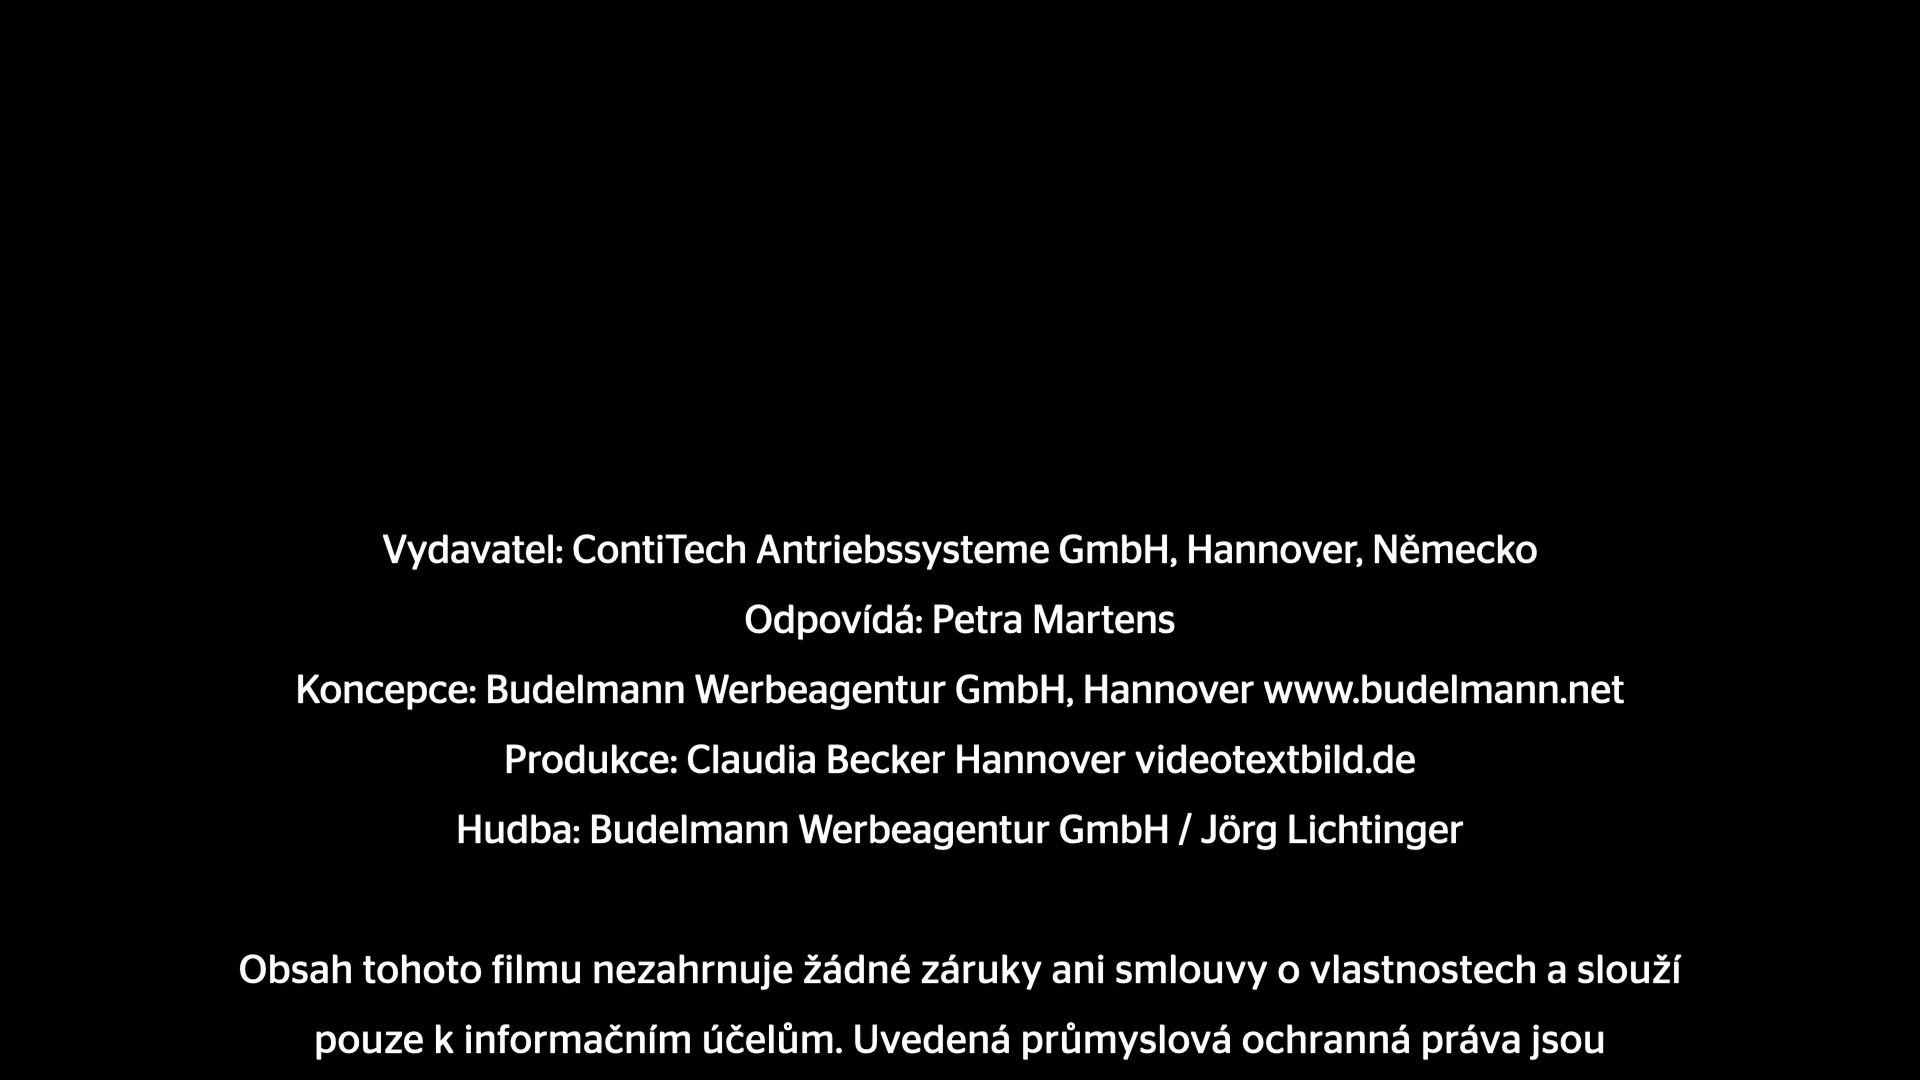 Vydavatel: ContiTech Antriebssysteme GmbH, Hannover, Německo
Odpovídá: Petra Martens
Koncepce: Budelmann Werbeagentur GmbH, Hannover www.budelmann.net
Produkce: Claudia Becker Hannover videotextbild.de
Hudba: Budelmann Werbeagentur GmbH / Jörg Lichtinger
Obsah tohoto filmu nezahrnuje žádné záruky ani smlouvy o vlastnostech a slouží
pouze k informačním účelům. Uvedená průmyslová ochranná práva jsou